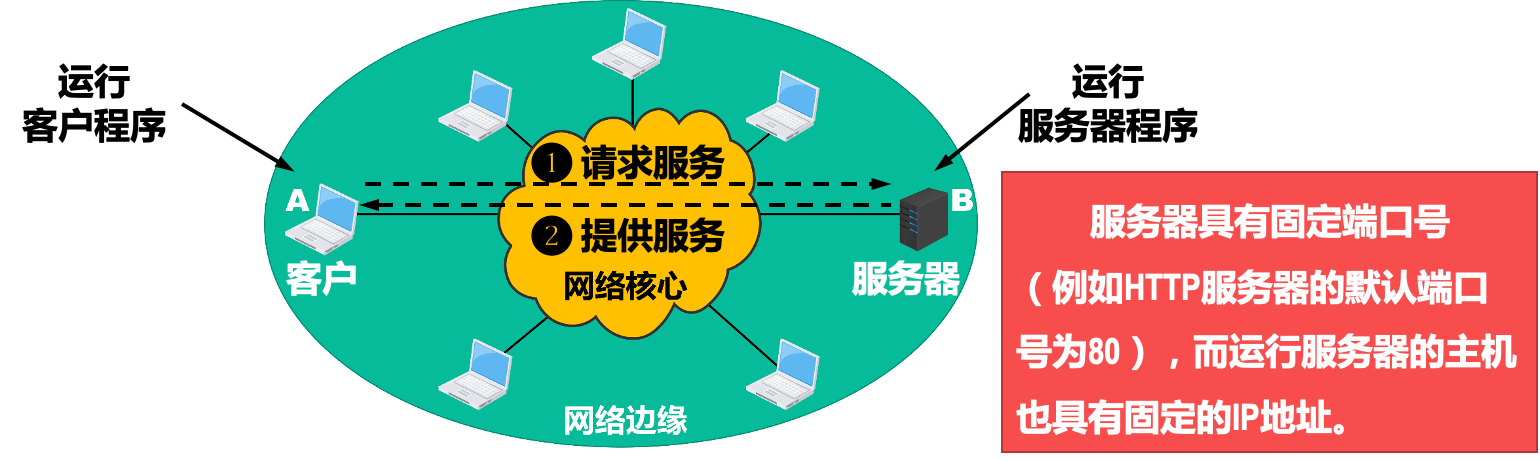 运行
客户程序
运行
服务器程序
❶ 请求服务
A
B
❷ 提供服务
客户
网络核心
服务器
网络边缘
服务器具有固定端口号
（例如HTTP服务器的默认端口
号为80），而运行服务器的主机
也具有固定的IP地址。